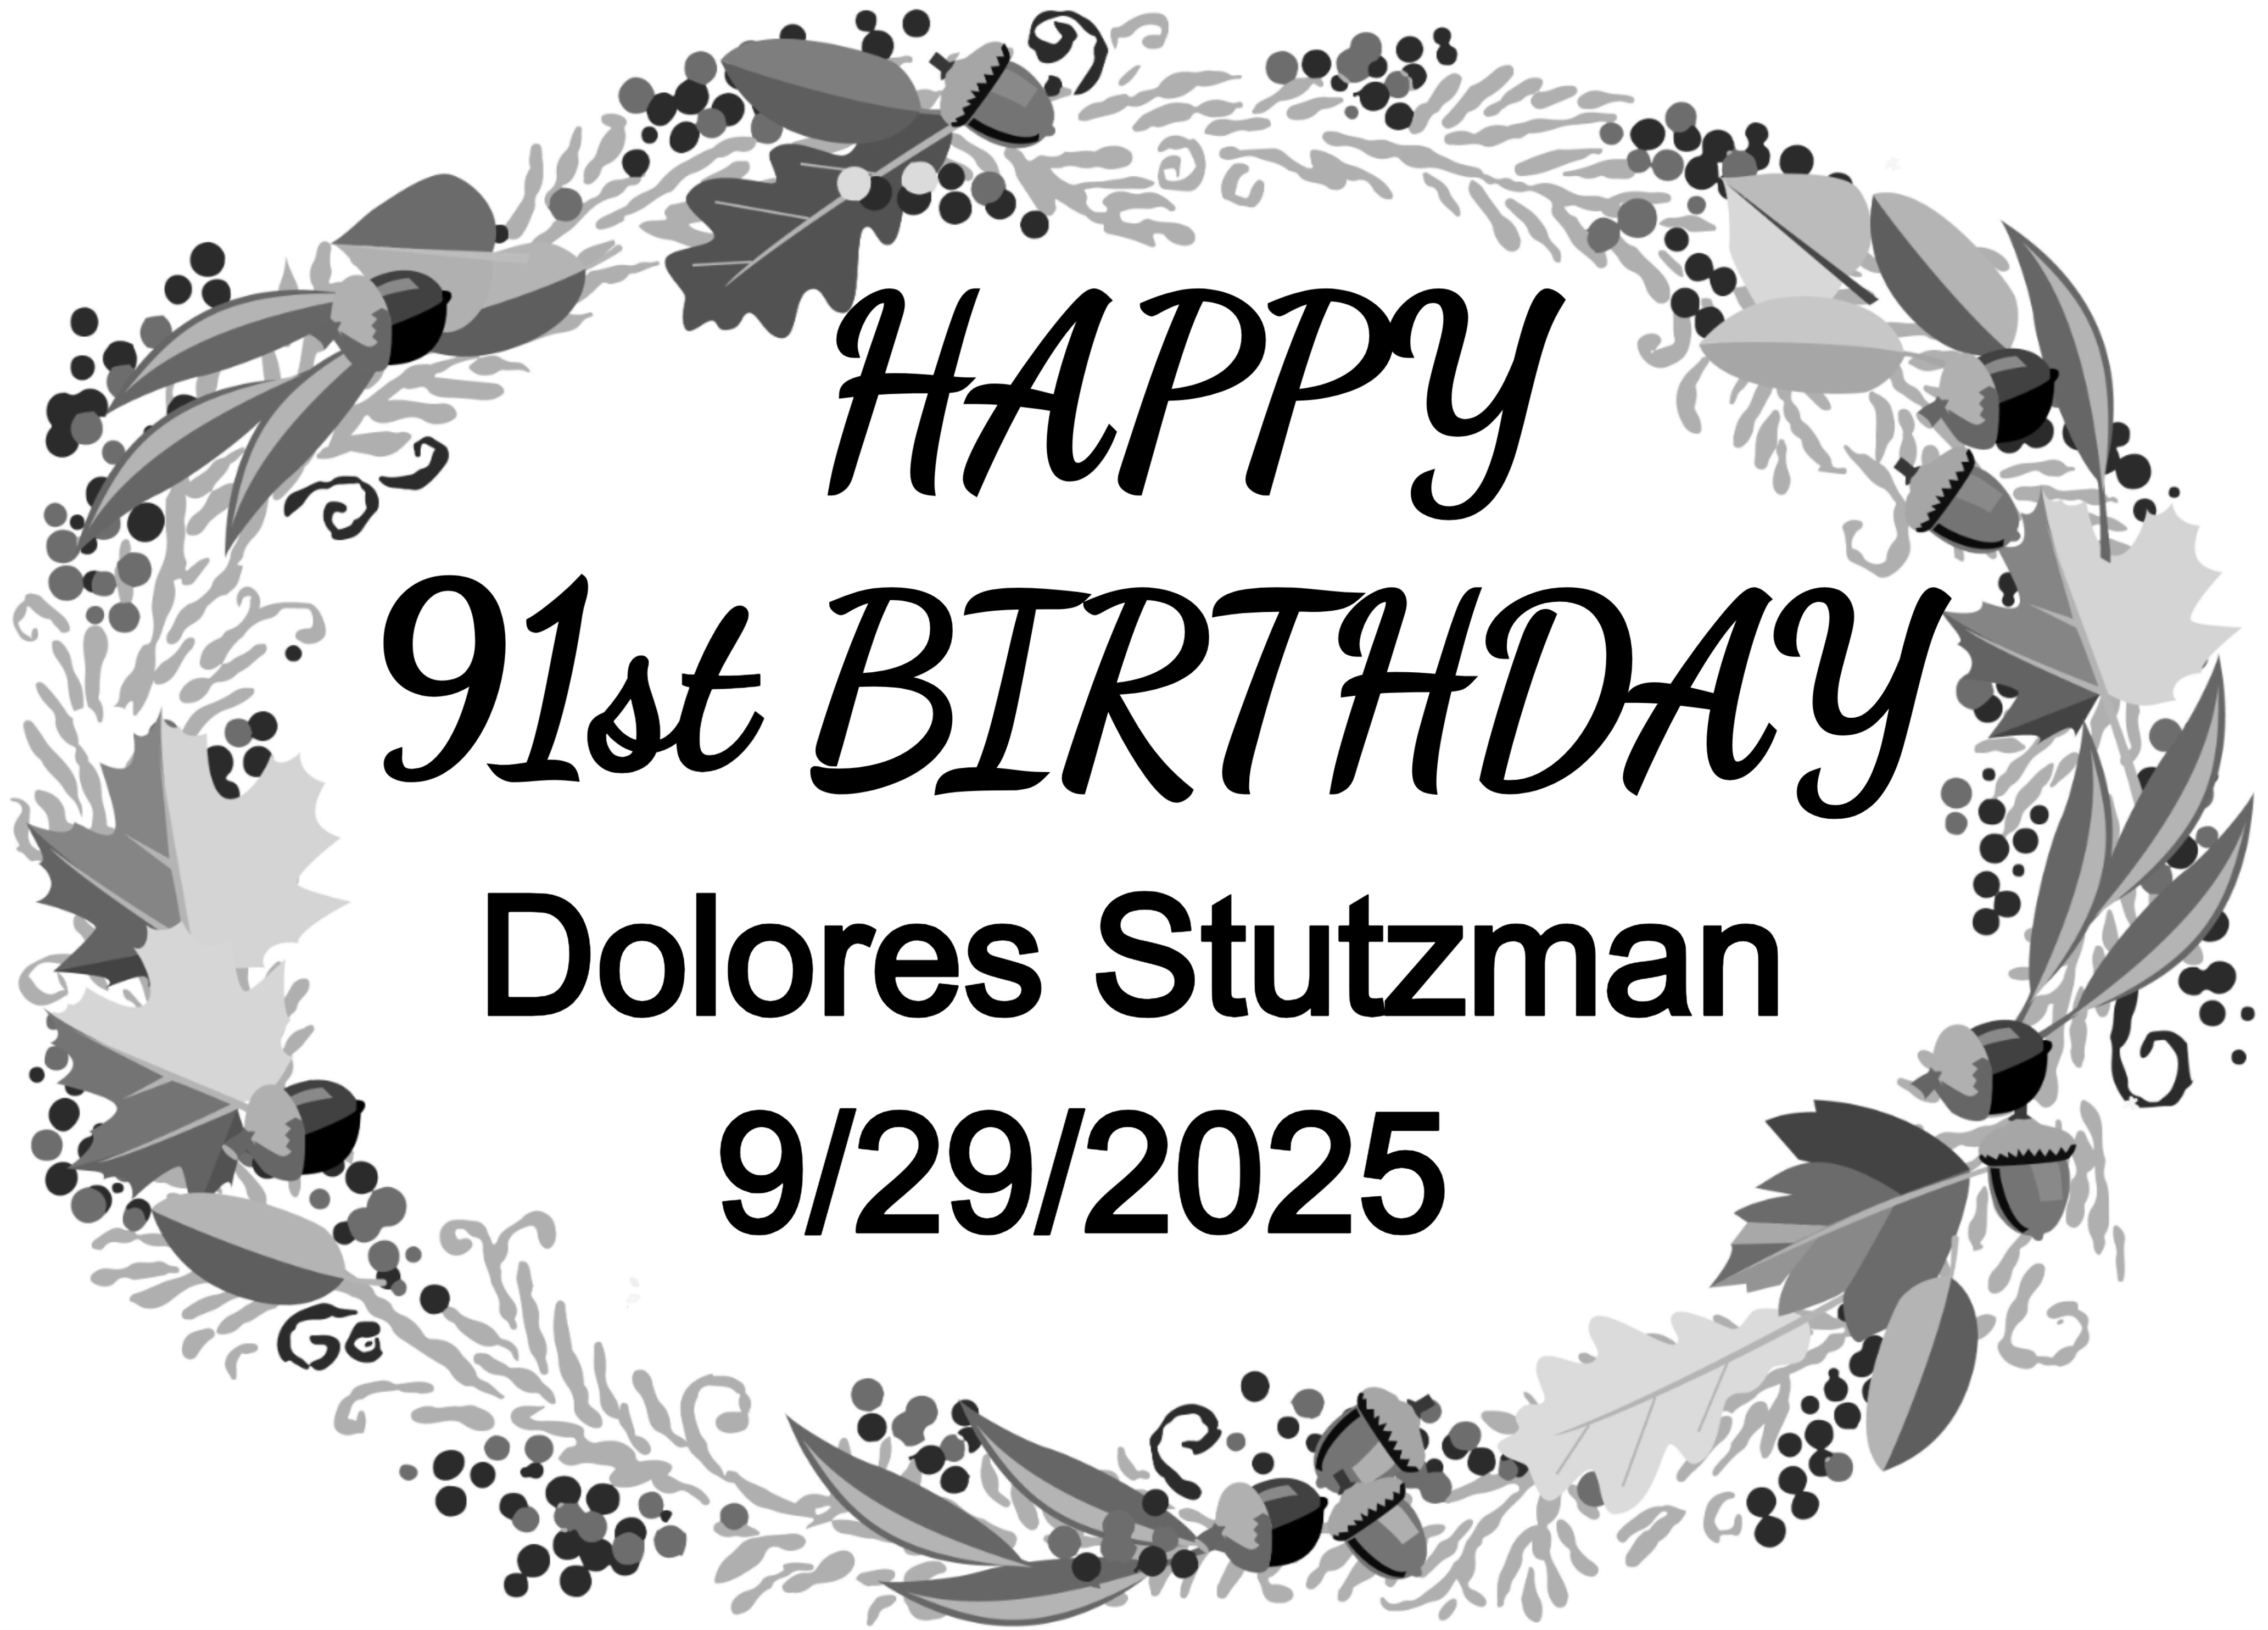 HAPPY
91st BIRTHDAY
Dolores Stutzman
9/29/2025